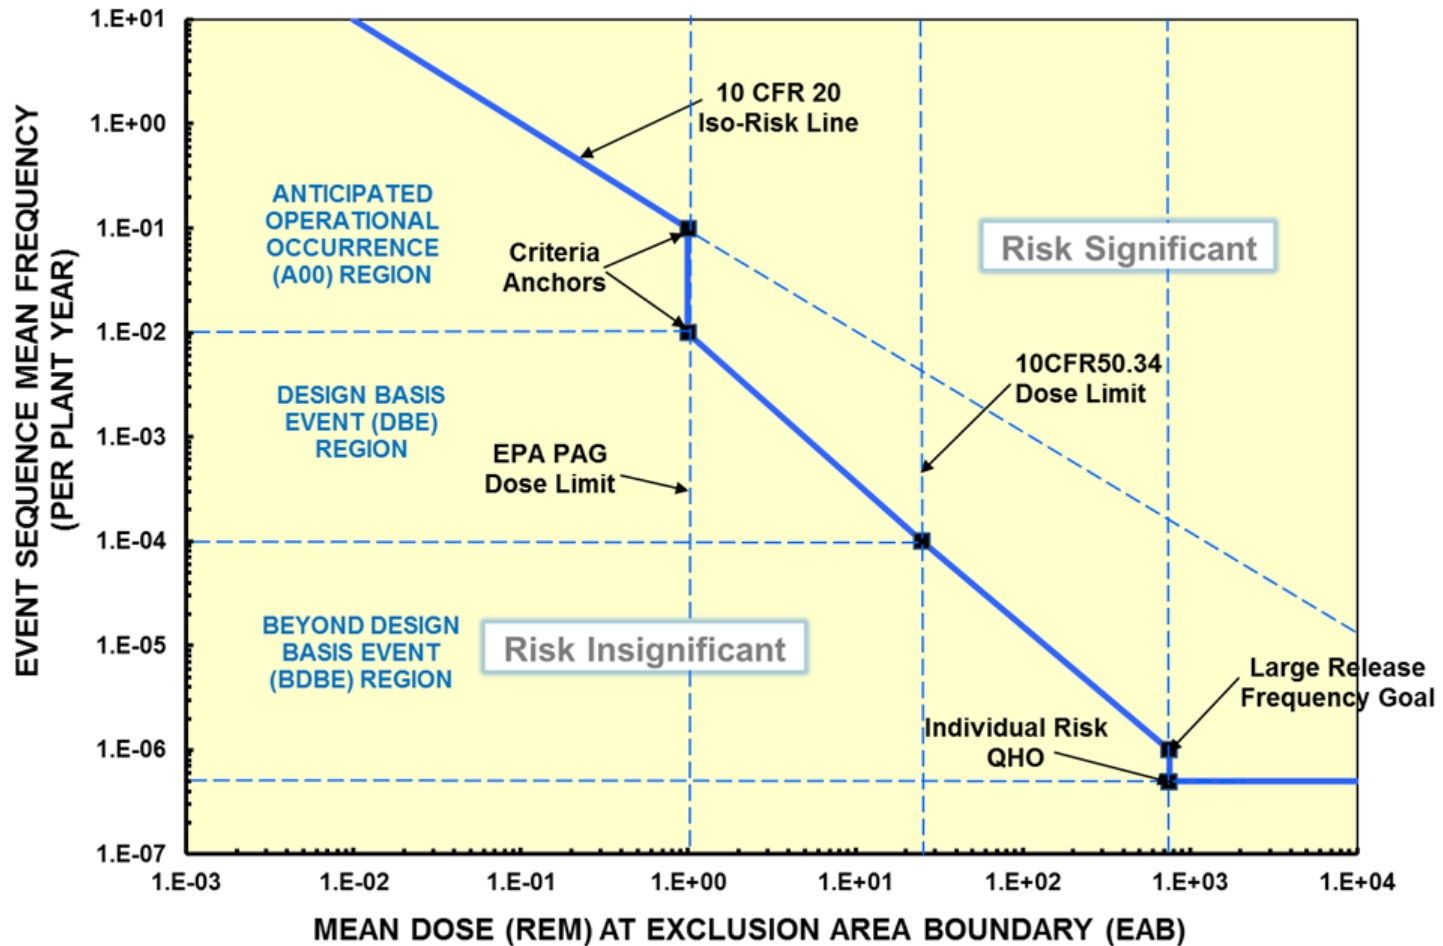 EVENT SEQUENCE MEAN FREQUENCY
(PER PLANT YEAR)
1.E+01
1.E+00
1.E-01
1.E-02
1.E-03
1.E-04
1.E-05
1.E-06
1.E-07
10 CFR 20
Iso-Risk Line
ANTICIPATED
OPERATIONAL
OCCURRENCE
(A00) REGION
Criteria
Anchors
Risk Significant
10CFR50.34
Dose Limit
DESIGN BASIS
EVENT (DBE)
REGION
EPA PAG
Dose Limit
BEYOND DESIGN
BASIS EVENT
(BDBE) REGION
Risk Insignificant
Large Release
Frequency Goal
Individual Risk
QHO
1.E-03 1.E-02 1.E-01 1.E+00 1.E+01 1.E+02 1.E+03 1.E+04
MEAN DOSE (REM) AT EXCLUSION AREA BOUNDARY (EAB)